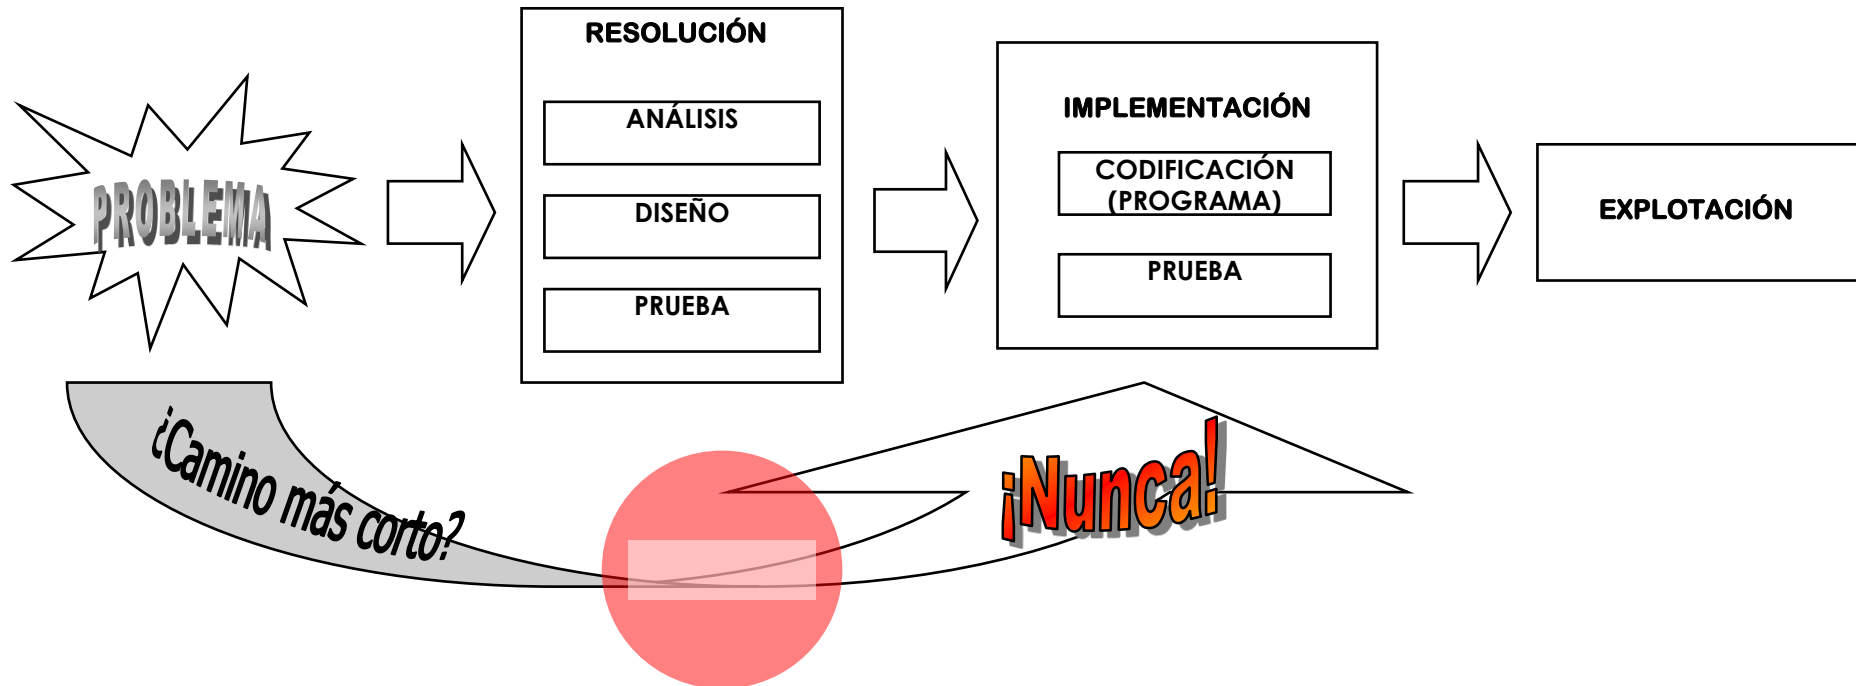 PROBLEMA
RESOLUCIÓN
ANÁLISIS
DISEÑO
PRUEBA
IMPLEMENTACIÓN
CODIFICACIÓN
(PROGRAMA)
PRUEBA
EXPLOTACIÓN
¿Camino más corto?
¡Nunca!